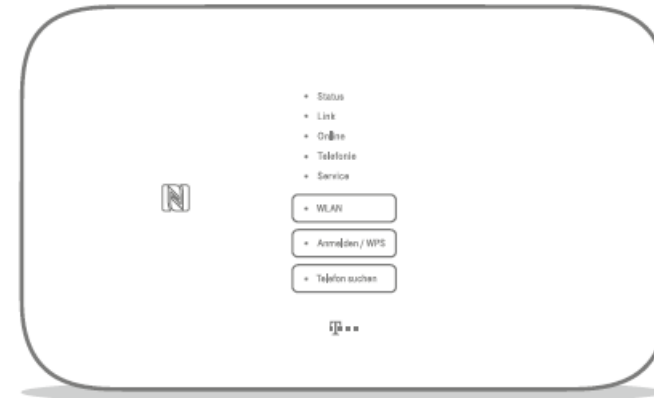 Status
Link
Online
Telefonie
Service
WLAN
Anmelden / WPS
Telefon suchen
T